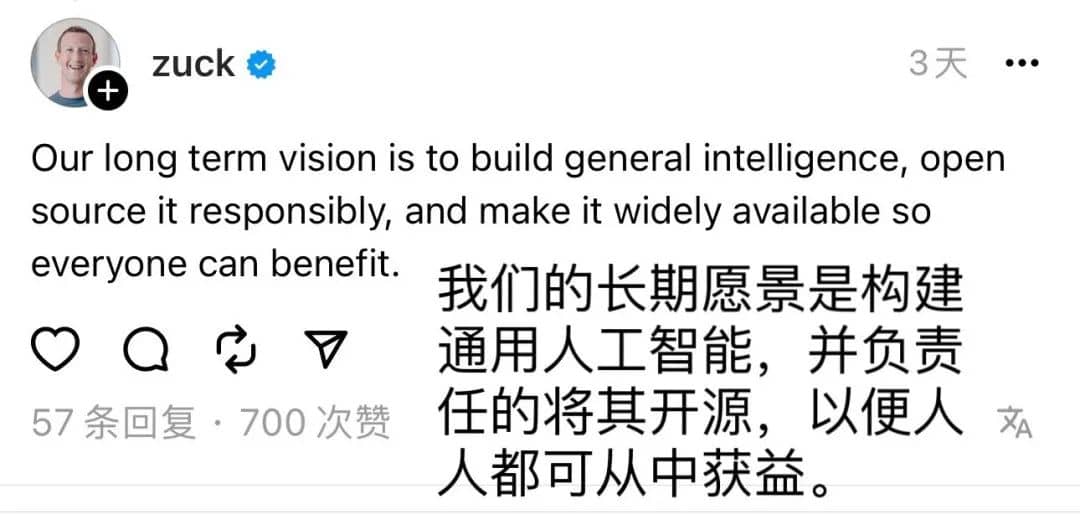 zuck
3天
Our long term vision is to build general intelligence, open
source it responsibly, and make it widely available so
everyone can benefit.
我们的长期愿景是构建
通用人工智能，并负责
任的将其开源，以便人
人都可从中获益。
57 条回复 · 700 次赞
文A